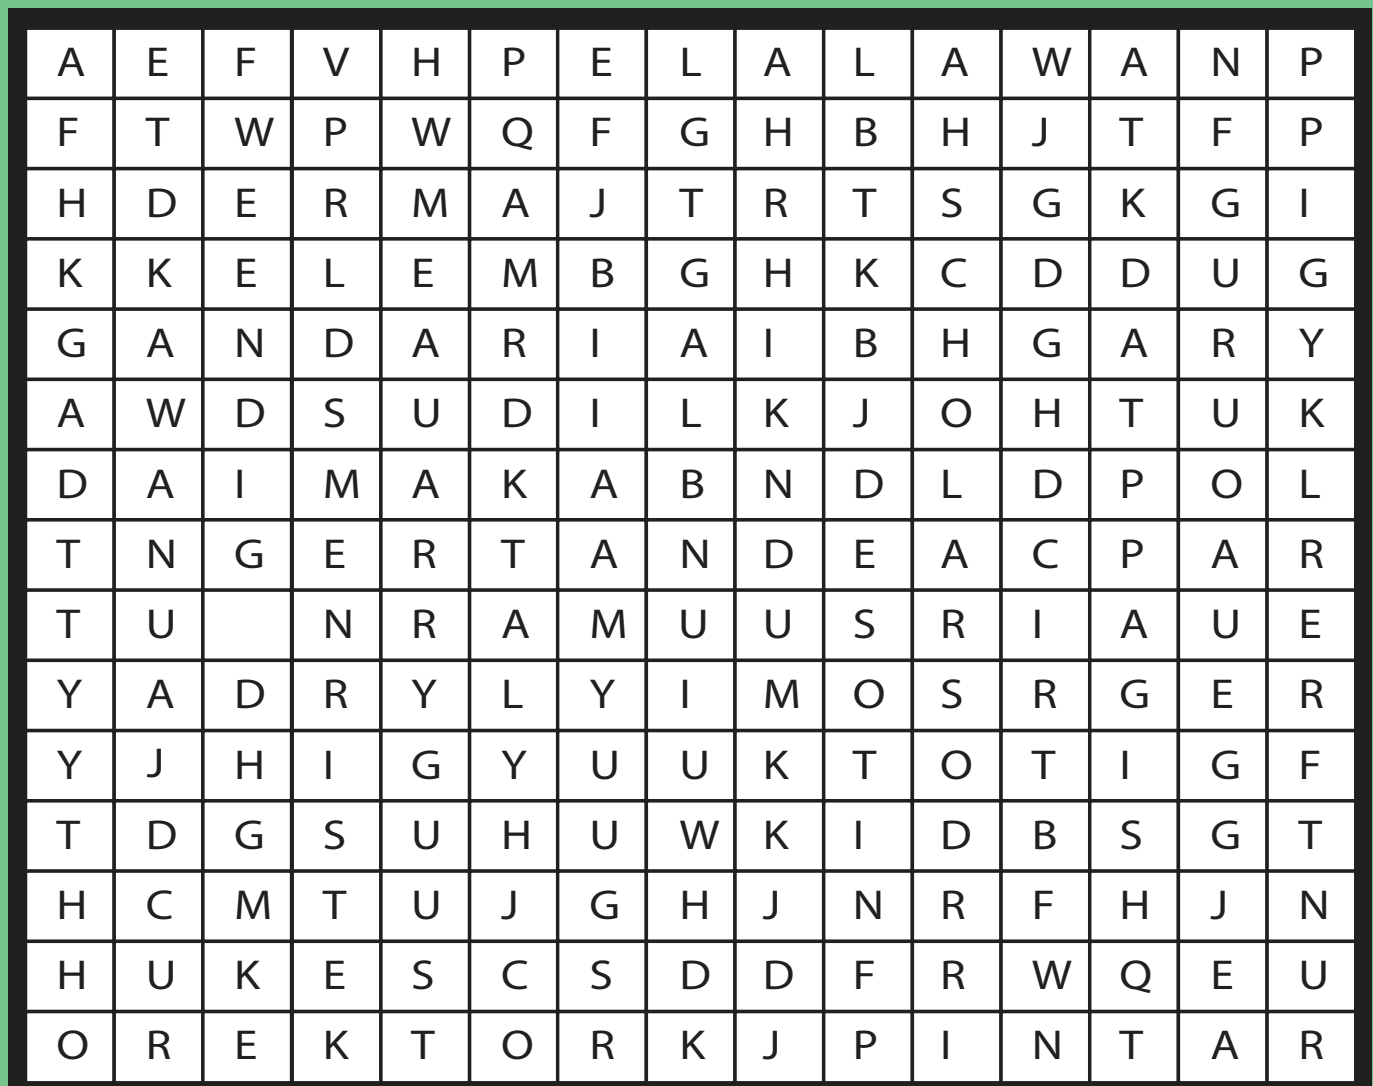 A E F V H P E L A L A W A N P
F T W P W Q F G H B H J T F P
H D E R M A J T R T S G K G I
K K E L E M B G H K C D D U G
G A N D A R I A I B H G A R Y
A W D S U D I L K J O H T U K
D A I M A K A B N D L D P O L
T N G E R T A N D E A C P A R
T U N R A M U U S R I A U E
Y A D R Y L Y I M O S R G E R
Y J H I G Y U U K T O T I G F
T D G S U H U W K I D B S G T
H C M T U J G H J N R F H J N
H U K E S C S D D F R W Q E U
O R E K T O R K J P I N T A R